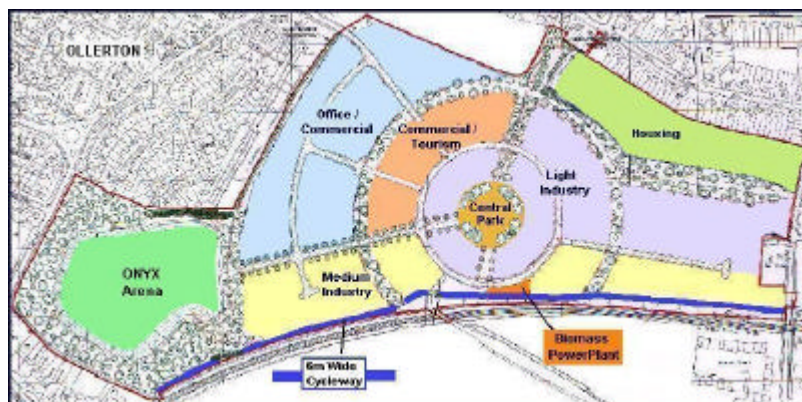 OLLERTON
Office /
Commercial
Commercial /
Tourism
Housing
Light
Industry
Central
Park
ONYX
Arena
Medium
Industry
Biomass
PowerPlant
6m Wide
Cycleway